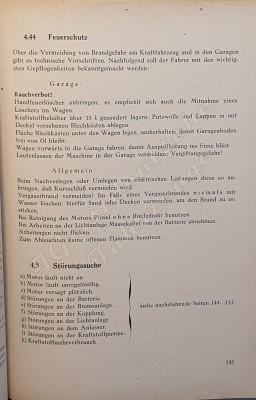 4.44 Feuerschutz
Über die Vermeidung von Brandgefahr am Kraftfahrzeug und in den Garagen
gibt es technische Vorschriften. Nachfolgend soll der Fahrer mit den wichtig-
sten Gepflogenheiten bekanntgemacht werden:
Garage:
Rauchverbot!
Handfeuerlöscher anbringen; es empfiehlt sich auch die Mitnahme eines
Löschers im Wagen.
Kraftstoffbehälter über 15 l gesondert lagern. Putzwolle und Lappen in mit
Deckel versehenen Blechkästen ablegen.
Flache Blechkästen unter den Wagen legen, sauberhalten, damit Garagenboden
frei von Öl bleibt.
Wagen vorwärts in die Garage fahren, damit Auspuffleitung ins Freie bläst.
Laufenlassen der Maschine in der Garage vermeiden; Vergiftungsgefahr!
Allgemein
Beim Nachverlegen oder Umlegen von elektrischen Leitungen diese so an-
bringen, daß Kurzschluß vermieden wird.
Vergaserbrand vermeiden! Im Falle eines Vergaserbrandes niemals mit
Wasser löschen; hierfür Sand oder Decken verwenden, um den Brand zu er-
sticken.
Bei Reinigung des Motors Pinsel ohne Blechdraht benutzen.
Bei Arbeiten an der Lichtanlage Massekabel von der Batterie abnehmen.
Sicherungen nicht flicken.
Zum Ableuchten keine offenen Flammen benutzen.
4.5 Störungssuche
a) Motor läuft nicht an.
b) Motor läuft unregelmäßig.
c) Motor versagt plötzlich.
d) Störungen an der Batterie.
e) Störungen an der Bremsanlage.
f) Störungen an der Kupplung.
g) Störungen an der Lichtanlage
h) Störungen an dem Anlasser.
i) Störungen an der Kraftstoffpumpe.
k) Kraftstoffmehrverbrauch
siehe nachstehende Seiten 144–153
143